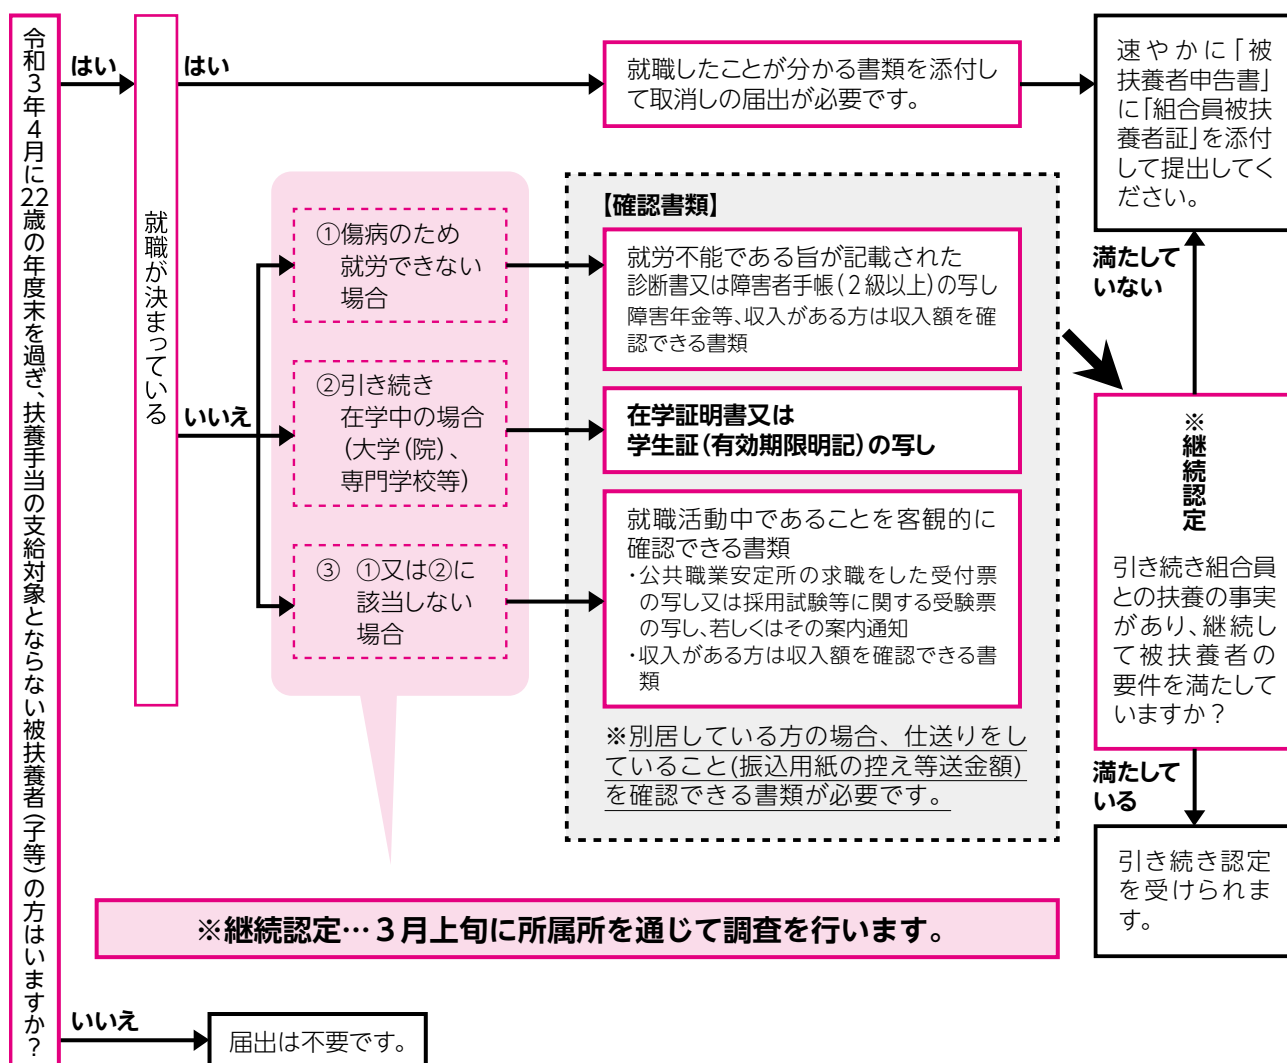 令和３年４月に22歳の年度末を過ぎ、扶養手当の支給対象とならない被扶養者（子等）の方はいますか？
はい
就職が決まっている
はい
就職したことが分かる書類を添付し
て取消しの届出が必要です。
速やかに「被
扶養者申告書」
に「組合員被扶
養者証」を添付
して提出してく
ださい。
いいえ
①傷病のため
就労できない
場合
②引き続き
在学中の場合
（大学（院）、
専門学校等）
③ ①又は②に
該当しない
場合
【確認書類】
就労不能である旨が記載された
診断書又は障害者手帳（２級以上）の写し
障害年金等、収入がある方は収入額を確
認できる書類
在学証明書又は
学生証（有効期限明記）の写し
就職活動中であることを客観的に
確認できる書類
・公共職業安定所の求職をした受付票
の写し又は採用試験等に関する受験票
の写し、若しくはその案内通知
・収入がある方は収入額を確認できる書
類
※別居している方の場合、仕送りをし
ていること(振込用紙の控え等送金額)
を確認できる書類が必要です。
満たして
いない
※継続認定
引き続き組合員
との扶養の事実
があり、継続し
て被扶養者の
要件を満たして
いますか？
満たして
いる
引き続き認定
を受けられま
す。
※継続認定…３月上旬に所属所を通じて調査を行います。
いいえ
届出は不要です。